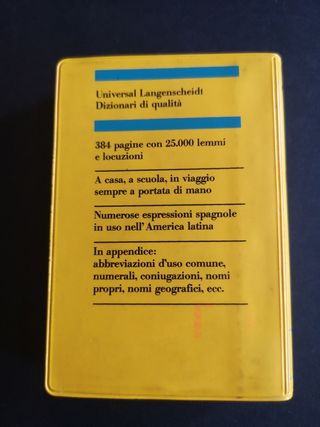 Universal Langenscheidt
Dizionari di qualità
384 pagine con 25.000 lemmi
e locuzioni
A casa, a scuola, in viaggio
sempre a portata di mano
Numerose espressioni spagnole
in uso nell'America latina
In appendice:
abbreviazioni d'uso comune,
numerali, coniugazioni, nomi
propri, nomi geografici, ecc.